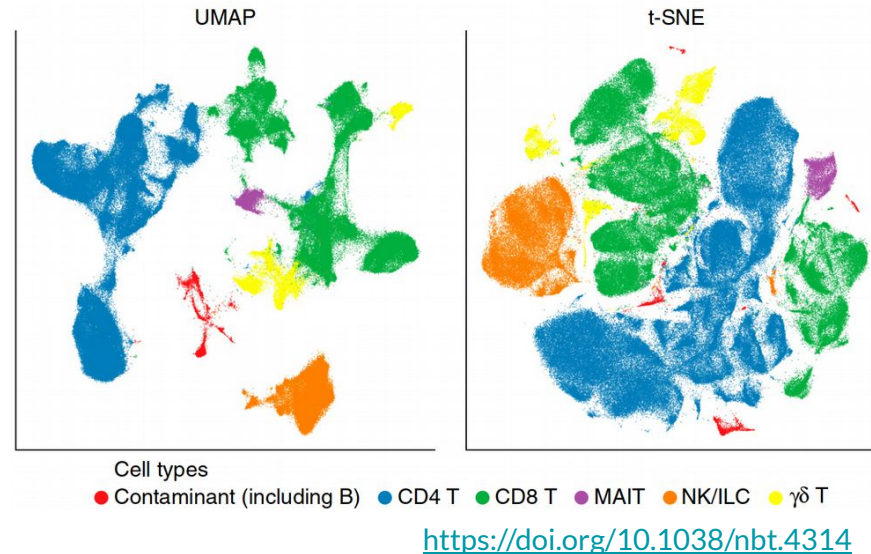 UMAP
t-SNE
Cell types
Contaminant (including B) CD4 T CD8 T MAIT NK/ILC γδ T
https://doi.org/10.1038/nbt.4314